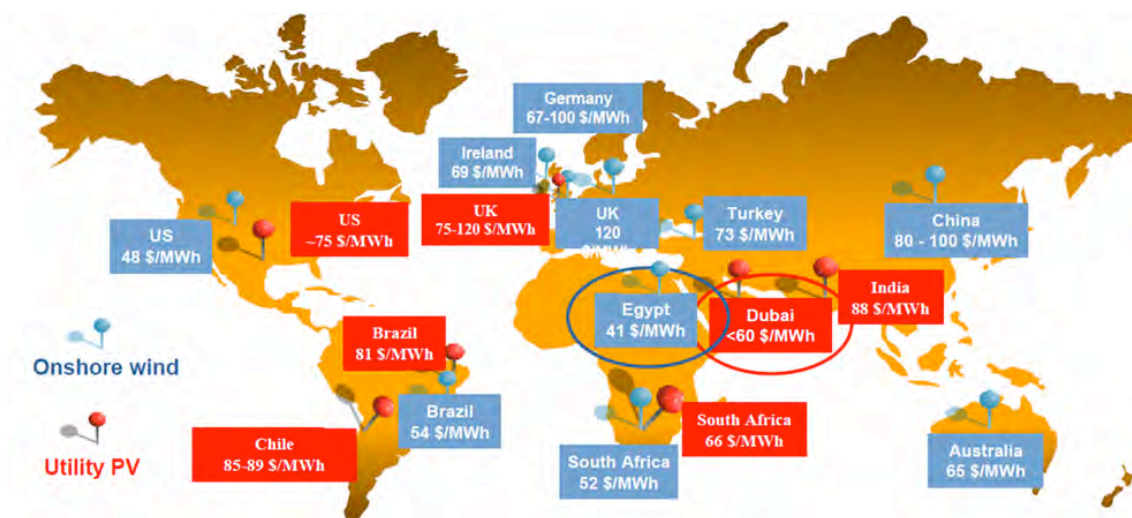 Germany
67-100 $/MWh
Ireland
69 $/MWh
US
~75 $/MWh
UK
75-120 $/MWh
UK
120
$/MWh
Turkey
73 $/MWh
China
80 - 100 $/MWh
US
48 $/MWh
Egypt
41 $/MWh
Dubai
<60 $/MWh
India
88 $/MWh
Onshore wind
Brazil
81 $/MWh
Brazil
54 $/MWh
Utility PV
Chile
85-89 $/MWh
South Africa
52 $/MWh
South Africa
66 $/MWh
Australia
65 $/MWh